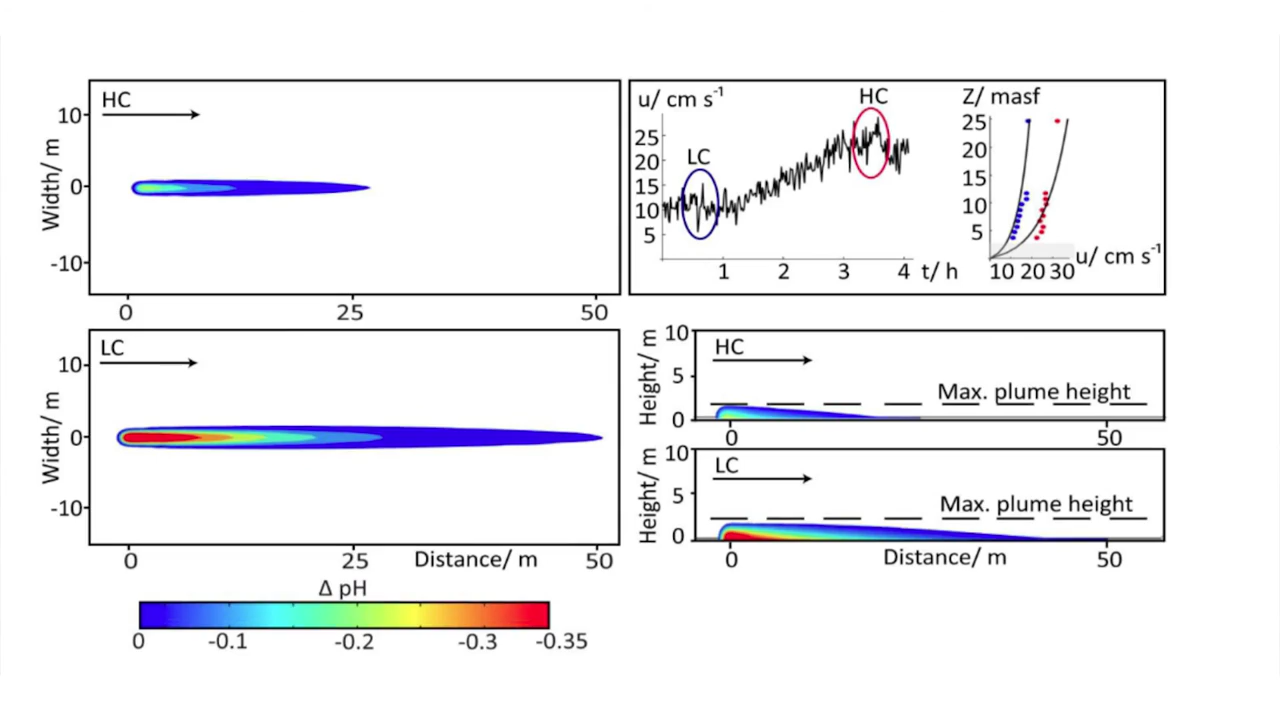 HC
Width/ m
10
0
-10
0 25 50
u/ cm s⁻¹
HC
LC
25
20
15
10
5
1 2 3 4 t/ h
Z/ masf
25
20
15
10
5
10 20 30 u/ cm s⁻¹
LC
Width/ m
10
0
-10
0 25 Distance/ m 50
Δ pH
0 -0.1 -0.2 -0.3 -0.35
HC
Height/ m
10
5
0
Max. plume height
0 50
LC
Height/ m
10
5
0
Max. plume height
0 Distance/ m 50